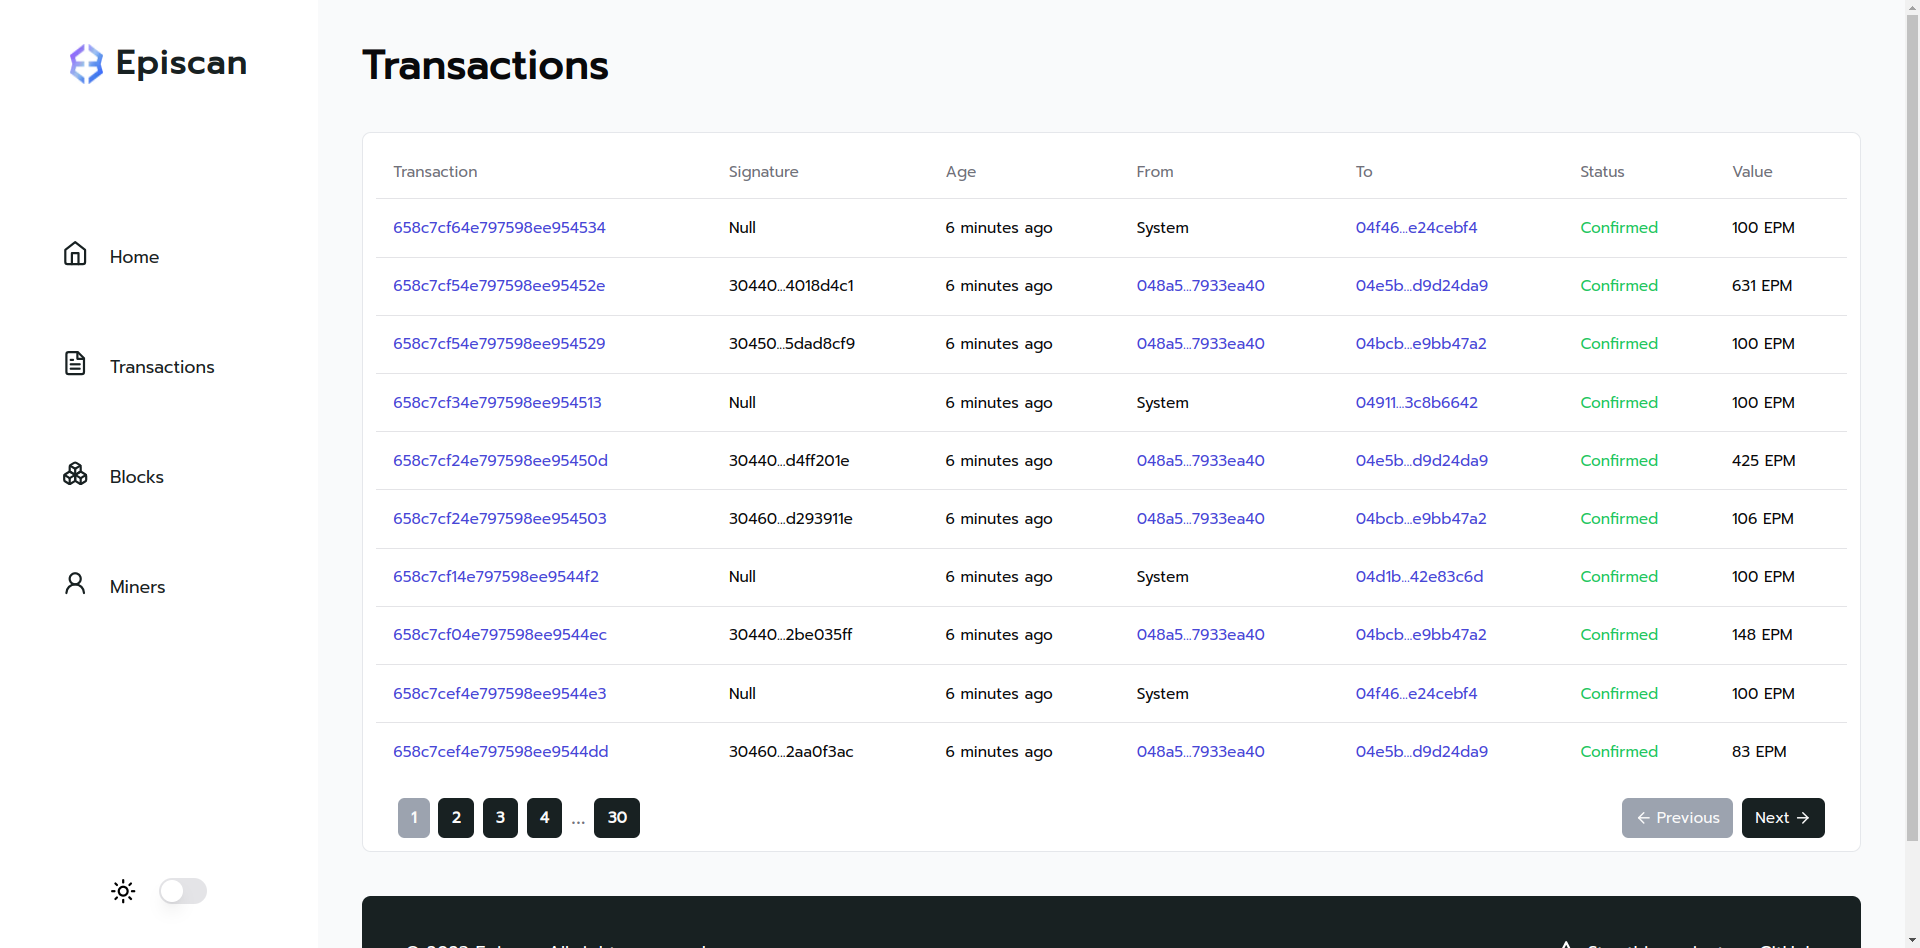 Episcan
Home
Transactions
Blocks
Miners
Transactions
Transaction Signature Age From To Status Value
658c7cf64e797598ee954534 Null 6 minutes ago System 04f46...e24cebf4 Confirmed 100 EPM
658c7cf54e797598ee95452e 30440...4018d4c1 6 minutes ago 048a5...7933ea40 04e5b...d9d24da9 Confirmed 631 EPM
658c7cf54e797598ee954529 30450...5dad8cf9 6 minutes ago 048a5...7933ea40 04bcb...e9bb47a2 Confirmed 100 EPM
658c7cf34e797598ee954513 Null 6 minutes ago System 04911...3c8b6642 Confirmed 100 EPM
658c7cf24e797598ee95450d 30440...d4ff201e 6 minutes ago 048a5...7933ea40 04e5b...d9d24da9 Confirmed 425 EPM
658c7cf24e797598ee954503 30460...d293911e 6 minutes ago 048a5...7933ea40 04bcb...e9bb47a2 Confirmed 106 EPM
658c7cf14e797598ee9544f2 Null 6 minutes ago System 04d1b...42e83c6d Confirmed 100 EPM
658c7cf04e797598ee9544ec 30440...2be035ff 6 minutes ago 048a5...7933ea40 04bcb...e9bb47a2 Confirmed 148 EPM
658c7cef4e797598ee9544e3 Null 6 minutes ago System 04f46...e24cebf4 Confirmed 100 EPM
658c7cef4e797598ee9544dd 30460...2aa0f3ac 6 minutes ago 048a5...7933ea40 04e5b...d9d24da9 Confirmed 83 EPM
1 2 3 4 ... 30 ← Previous Next →